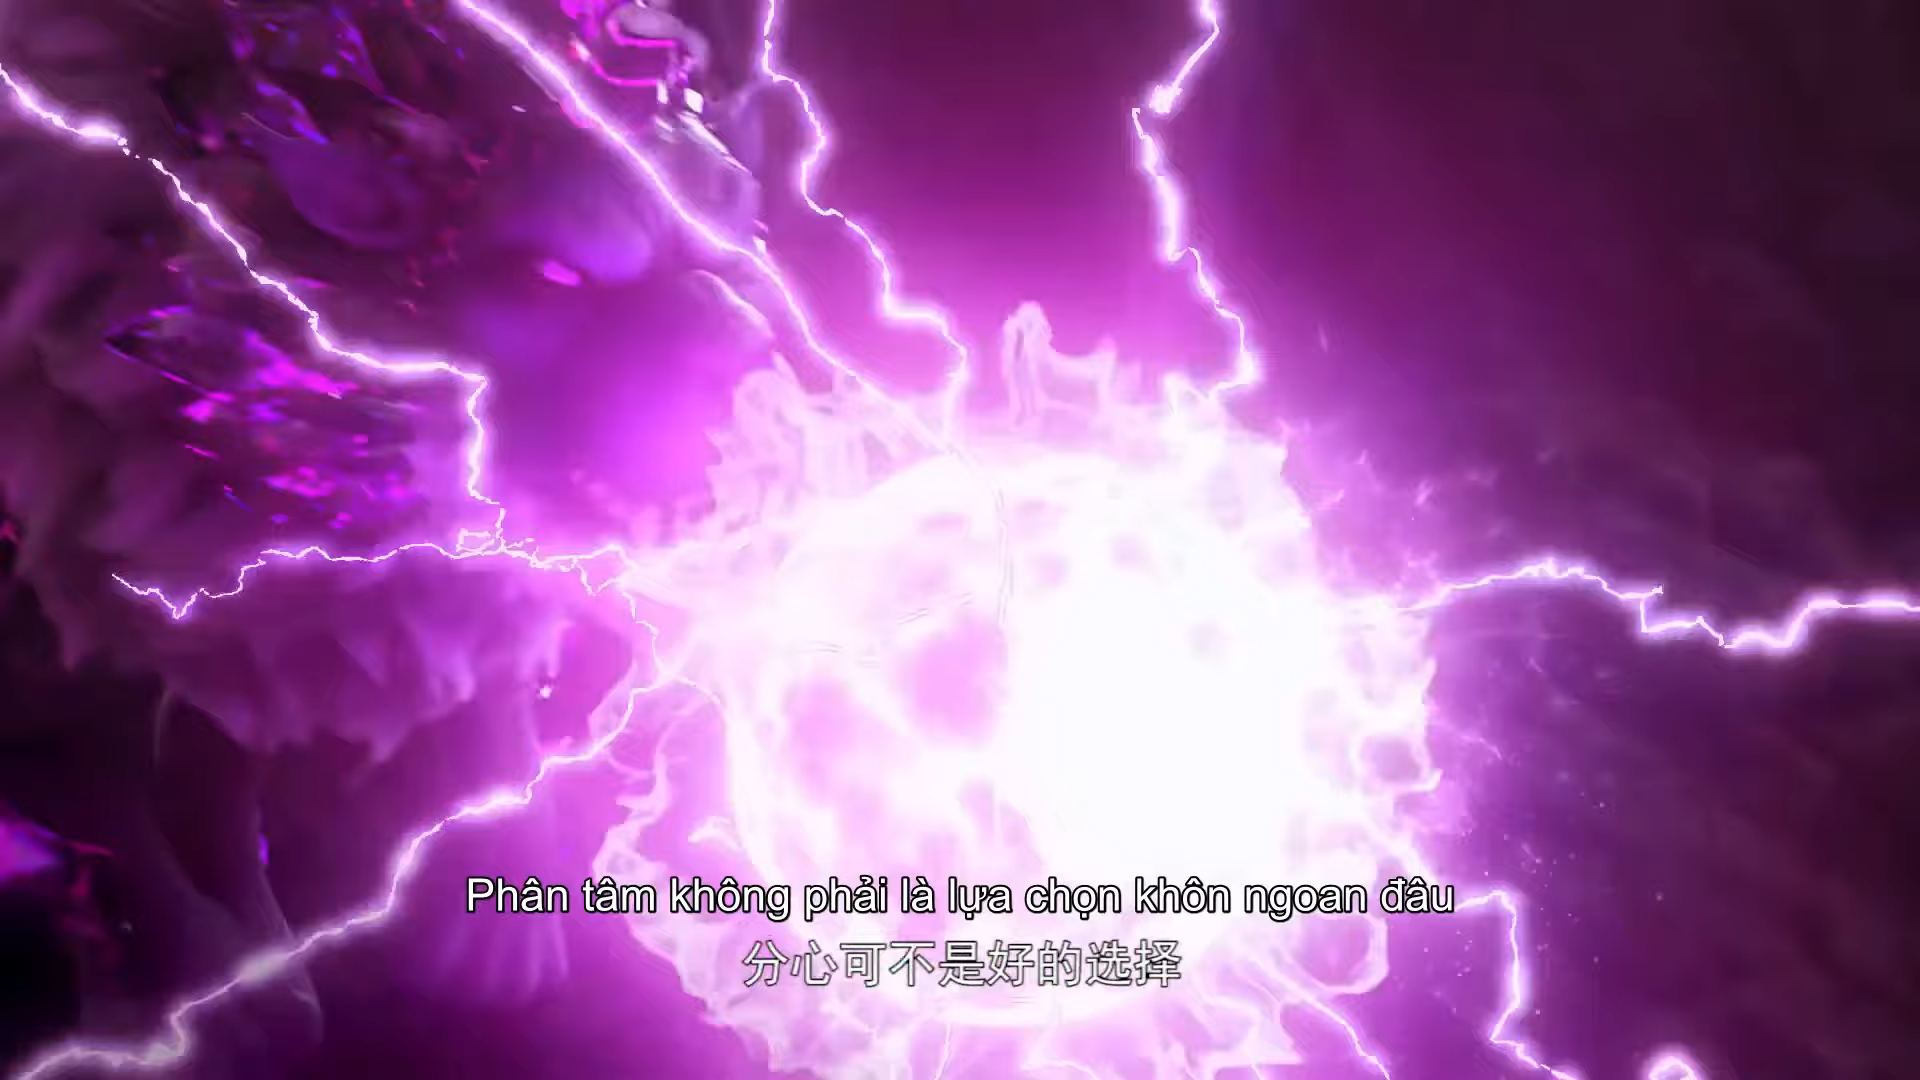 Phân tâm không phải là lựa chọn khôn ngoan đâu
分心可不是好的选择